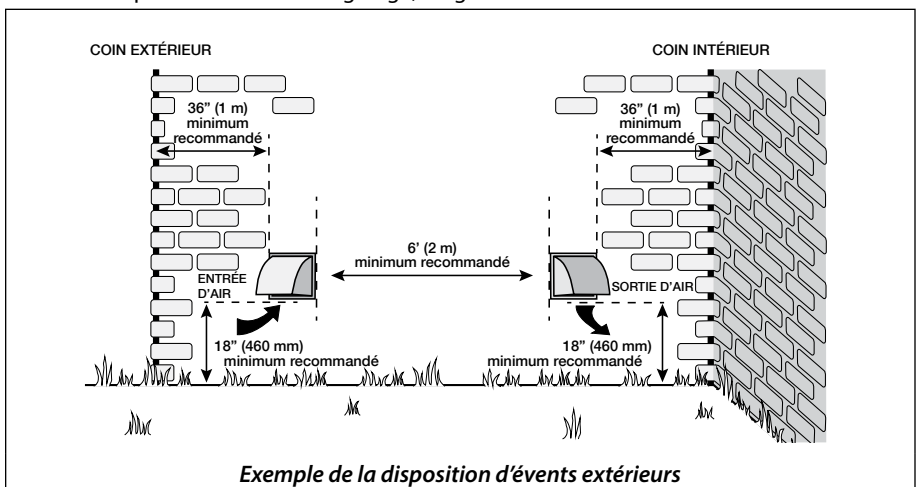 COIN EXTÉRIEUR
COIN INTÉRIEUR
36” (1 m)
minimum
recommandé
36” (1 m)
minimum
recommandé
6’ (2 m)
minimum recommandé
ENTRÉE
D’AIR
SORTIE D’AIR
18” (460 mm)
minimum recommandé
18” (460 mm)
minimum recommandé
Exemple de la disposition d’évents extérieurs